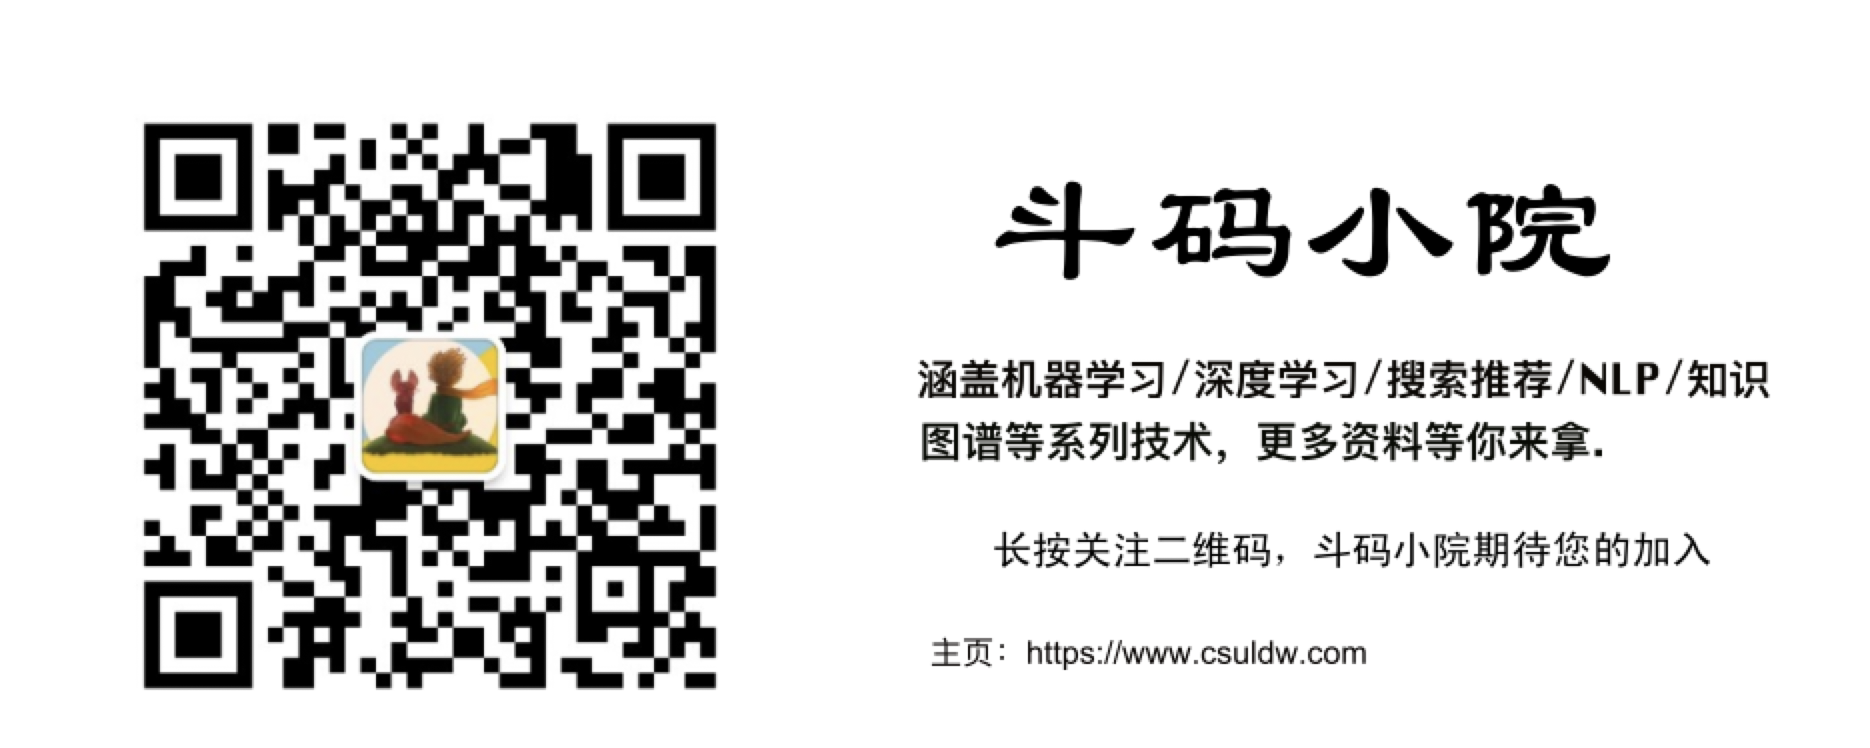 斗码小院
涵盖机器学习/深度学习/搜索推荐/NLP/知识
图谱等系列技术，更多资料等你来拿.
长按关注二维码，斗码小院期待您的加入
主页：https://www.csuldw.com